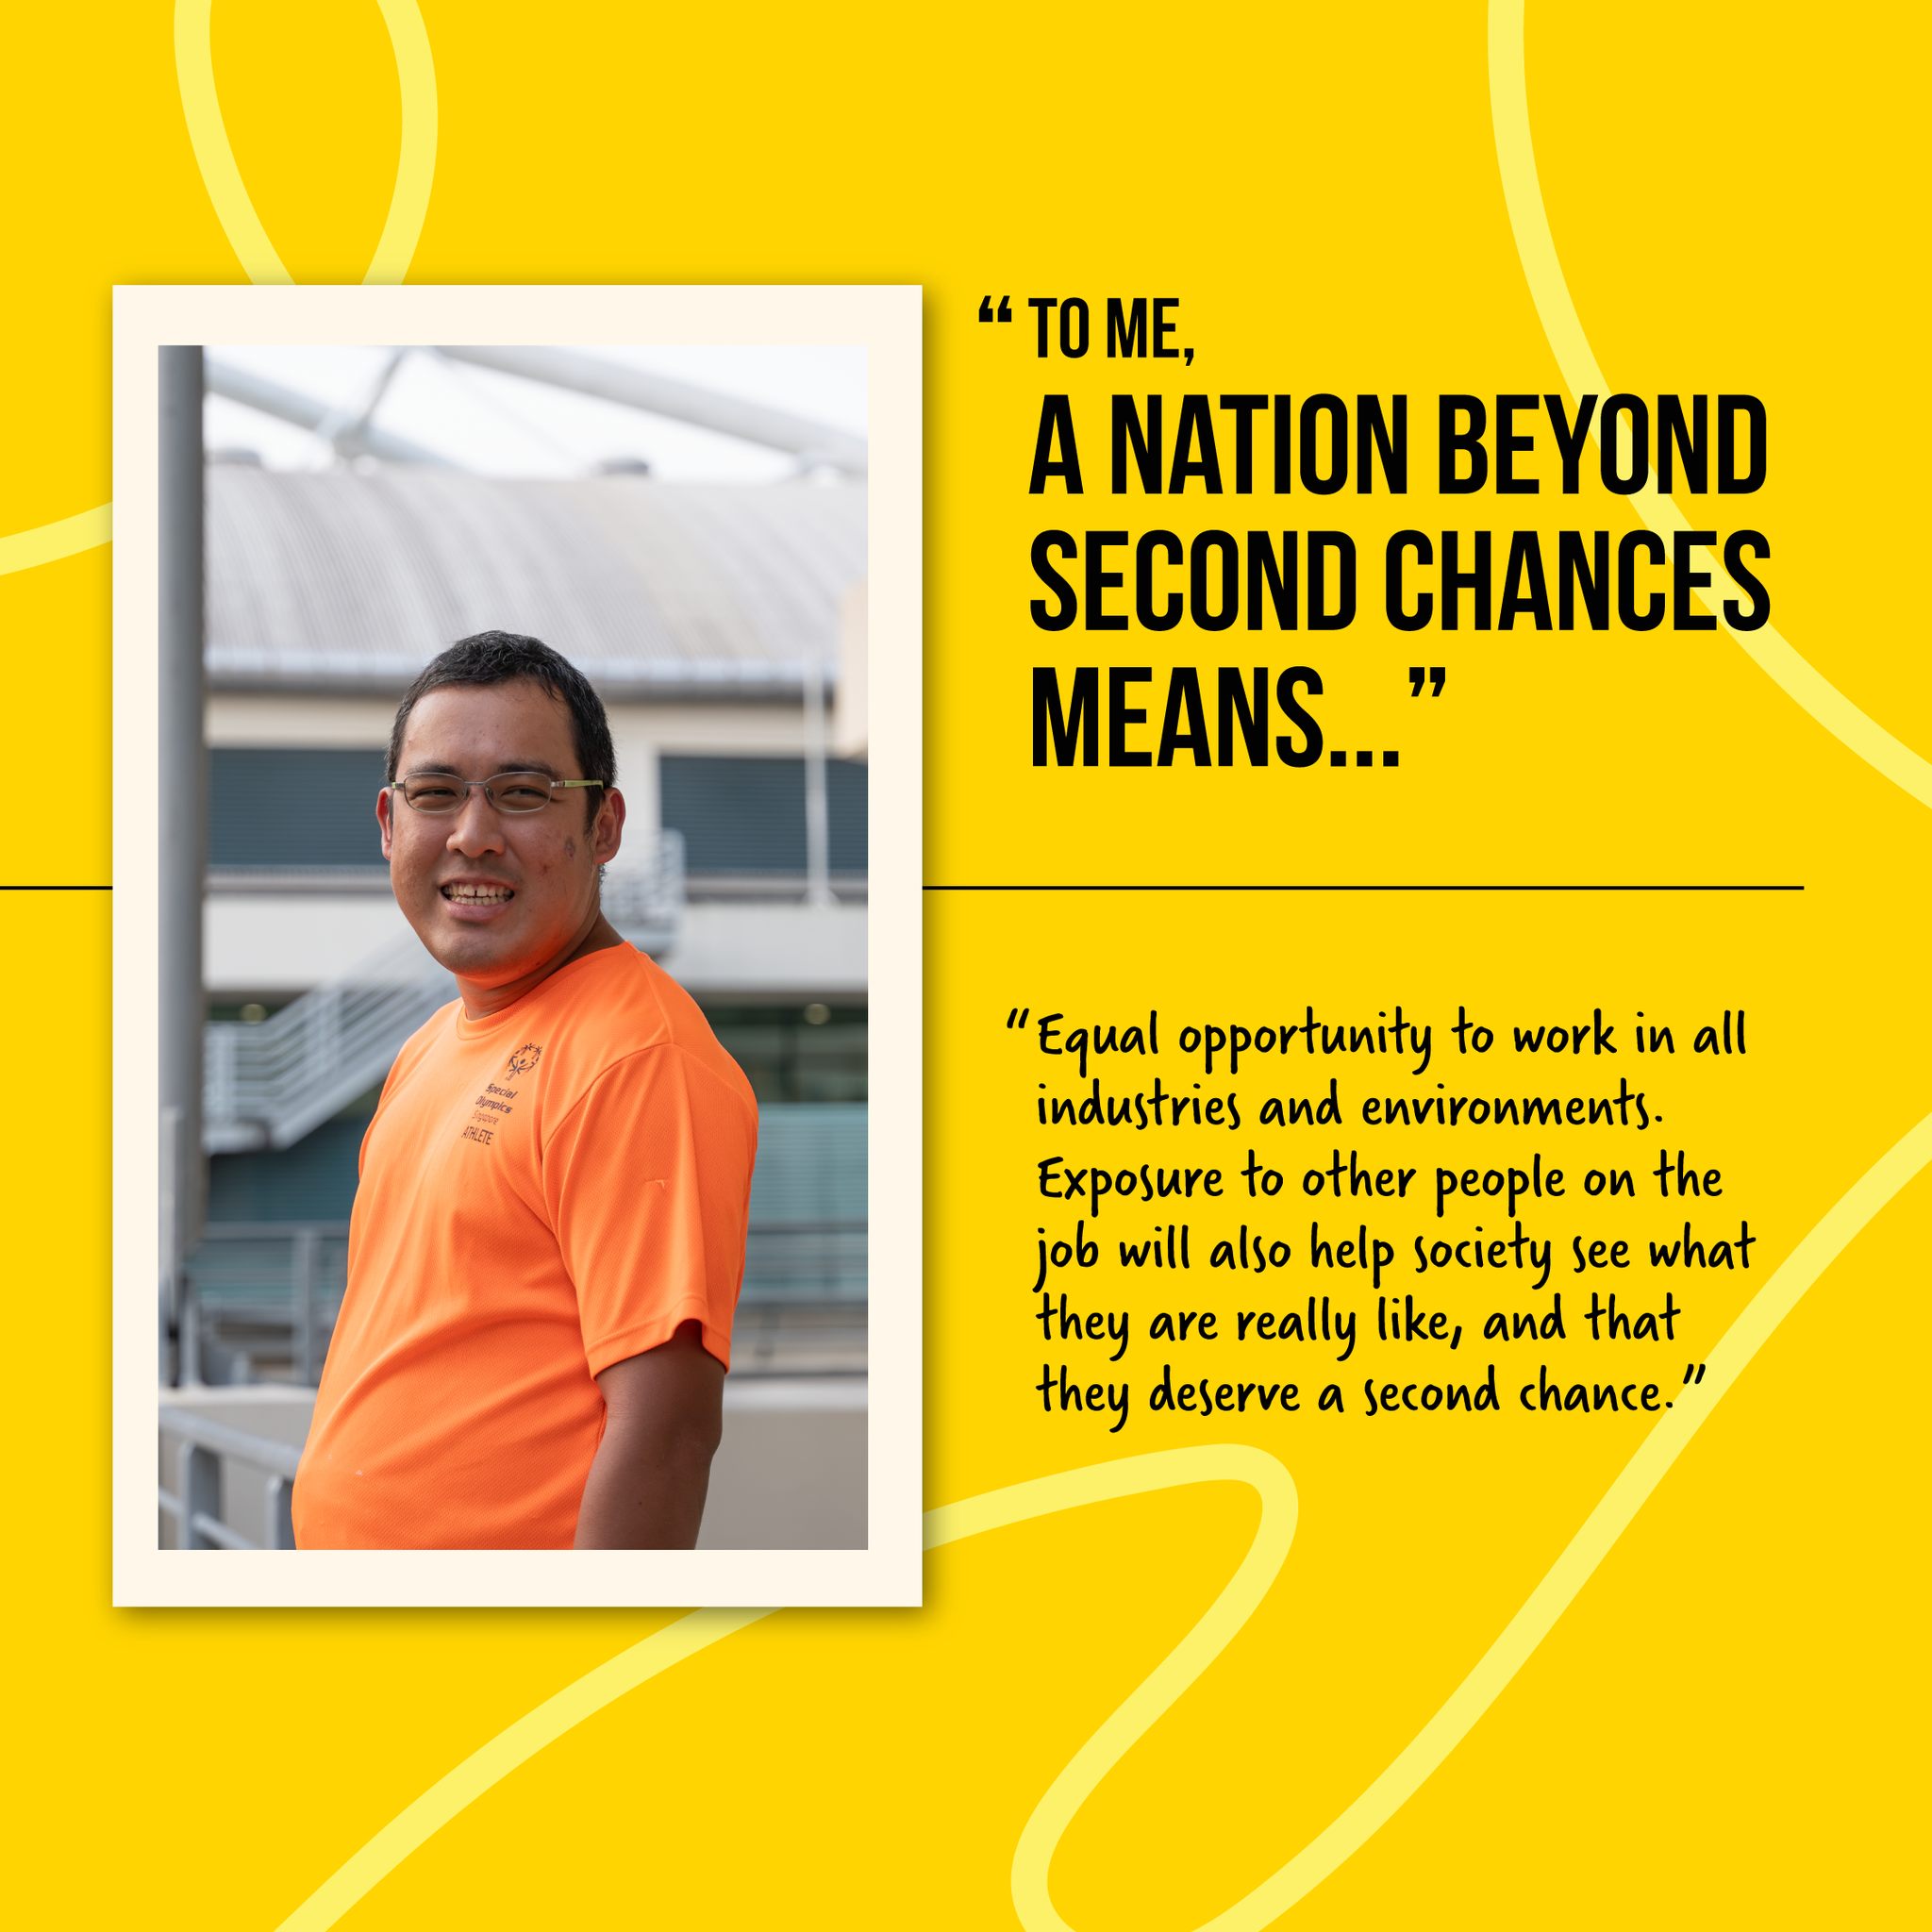 “ TO ME,
A NATION BEYOND
SECOND CHANCES
MEANS...”
“Equal opportunity to work in all
industries and environments.
Exposure to other people on the
job will also help society see what
they are really like, and that
they deserve a second chance.”
Special
Olympics
Singapore
ATHLETE